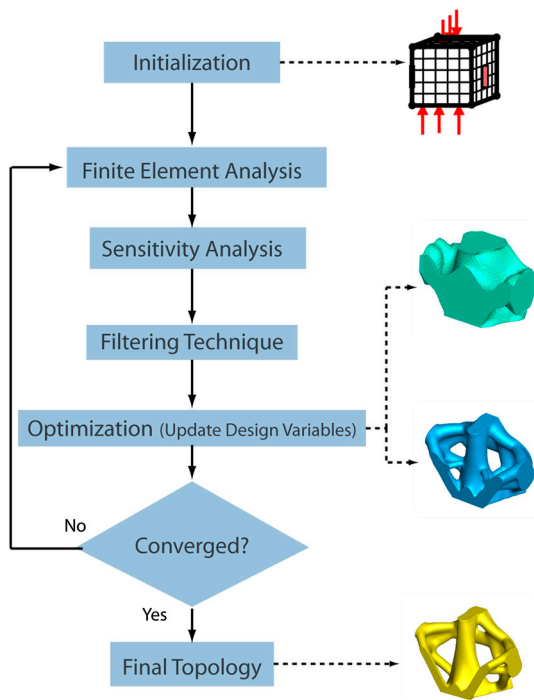 Initialization
Finite Element Analysis
Sensitivity Analysis
Filtering Technique
Optimization (Update Design Variables)
No
Converged?
Yes
Final Topology